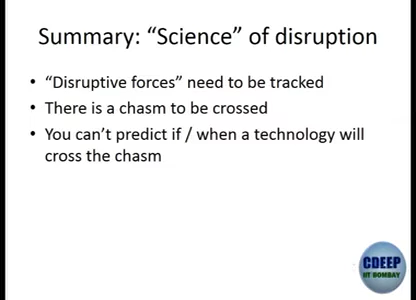 Summary: “Science” of disruption
• “Disruptive forces” need to be tracked
• There is a chasm to be crossed
• You can’t predict if / when a technology will
cross the chasm
CDEEP
IIT BOMBAY